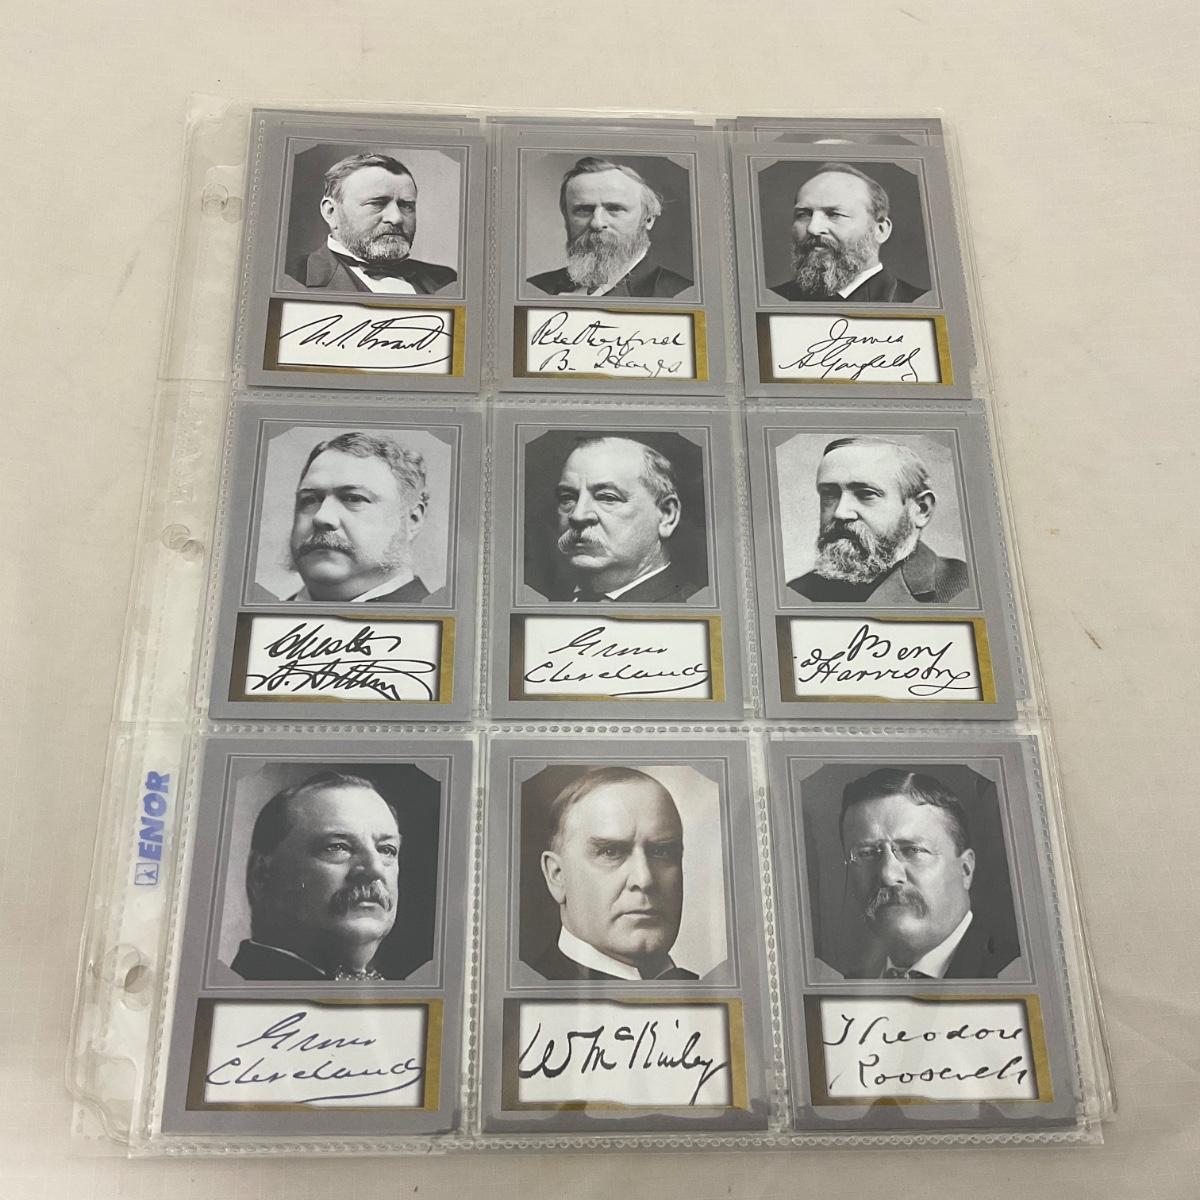 U. S. Grant.
Rutherford
B. Hayes
James
A Garfield
Chester
A. Arthur
Grover
Cleveland
Benj
Harrison
Grover
Cleveland
Wm McKinley
Theodore
Roosevelt
ENOR